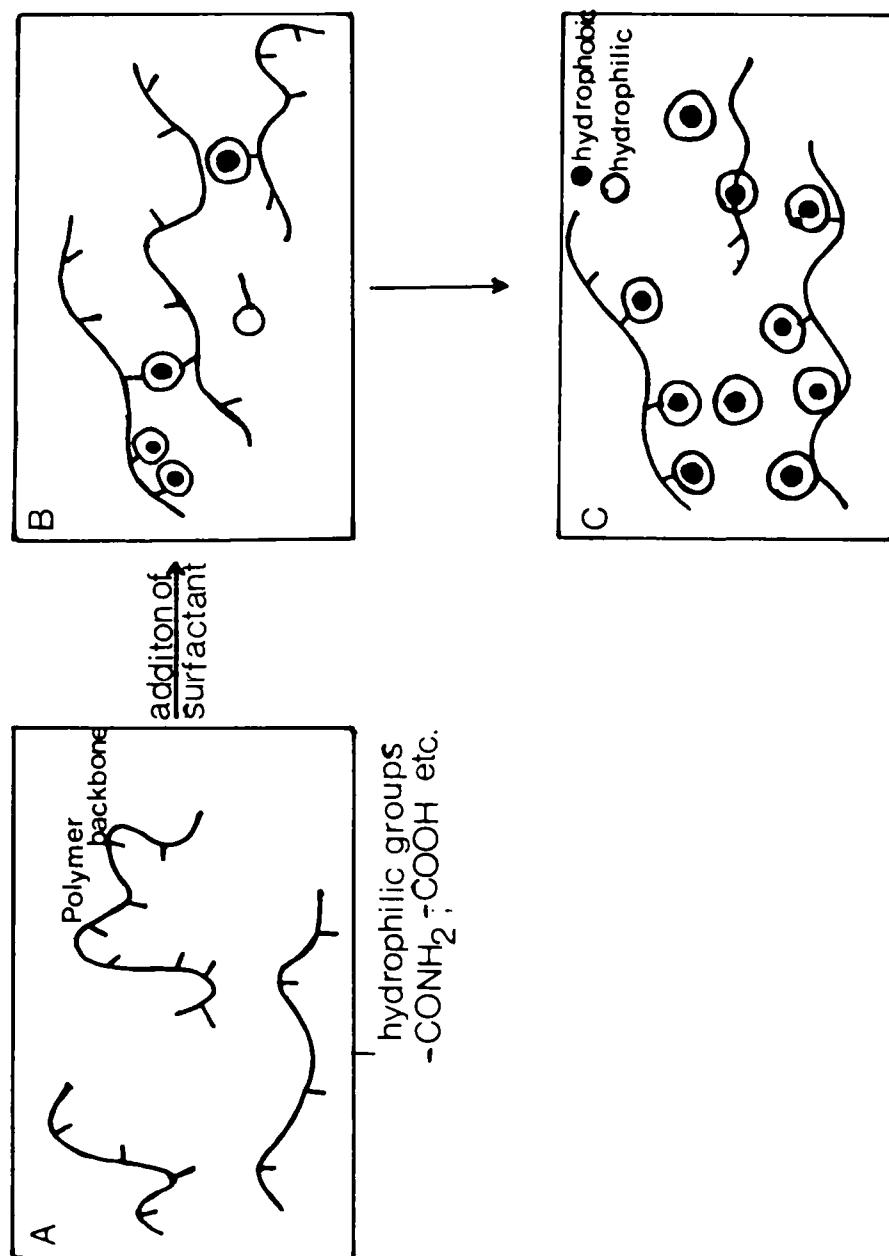 A
Polymer
backbone
hydrophilic groups
-CONH2;-COOH etc.
additon of
surfactant
B
C
hydrophobic
hydrophilic